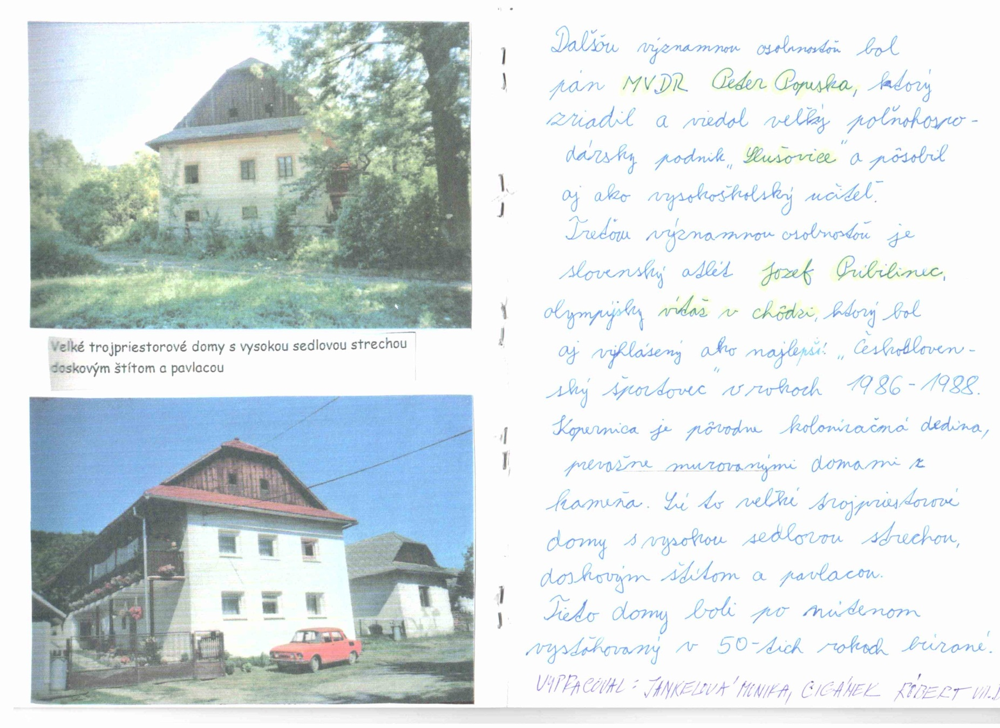 Velké trojpriestorové domy s vysokou sedlovou strechou
doskovým štítom a pavlacou
Dalšou významnou osobnosťou bol
pán MVDR Peter Popuska, ktorý
zriadil a viedol veľký poľnohospo-
dársky podnik „Slušovice" a pôsobil
aj ako vysokoškolský učiteľ.
Treťou významnou osobnosťou je
slovenský atlét Jozef Pribilinec,
olympýjsky víťaz v chôdzi, ktorý bol
aj vyhlásený ako najlepší: „Českosloven-
ský športovec" v rokoch 1986-1988.
Kopernica je pôvodne kolonizačná dedina,
prevažne murovanými domami z
kameňa. Sú to veľké trojpriestorové
domy s vysokou sedlovou strechou,
doskovým štítom a pavlacou.
Tieto domy boli po nútenom
vysťahovaný v 50-tich rokoch búrané.
VYPRACOVAL: JANKELOVÁ MONIKA, CIGÁNEK RÓBERT VII.D